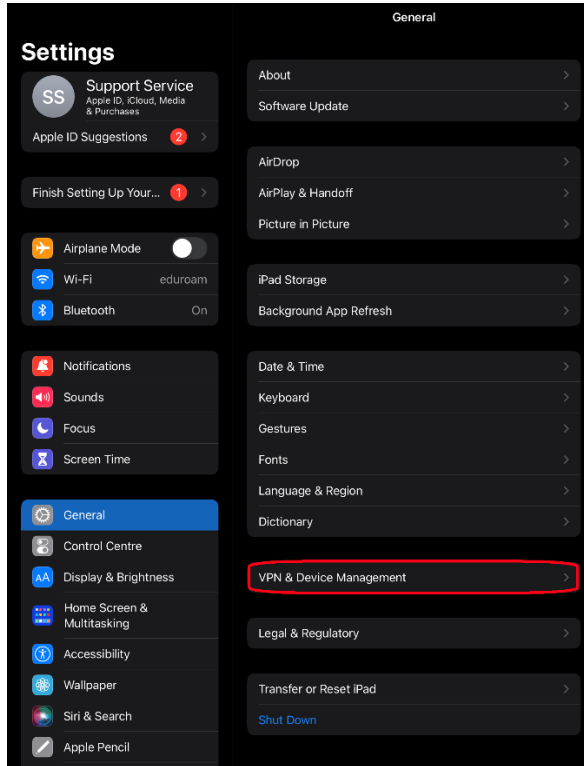 General
Settings
SS
Support Service
Apple ID, iCloud, Media
& Purchases
Apple ID Suggestions
2
Finish Setting Up Your...
1
Airplane Mode
Wi-Fi
eduroam
Bluetooth
On
Notifications
Sounds
Focus
Screen Time
General
Control Centre
AA
Display & Brightness
Home Screen &
Multitasking
Accessibility
Wallpaper
Siri & Search
Apple Pencil
About
Software Update
AirDrop
AirPlay & Handoff
Picture in Picture
iPad Storage
Background App Refresh
Date & Time
Keyboard
Gestures
Fonts
Language & Region
Dictionary
VPN & Device Management
Legal & Regulatory
Transfer or Reset iPad
Shut Down